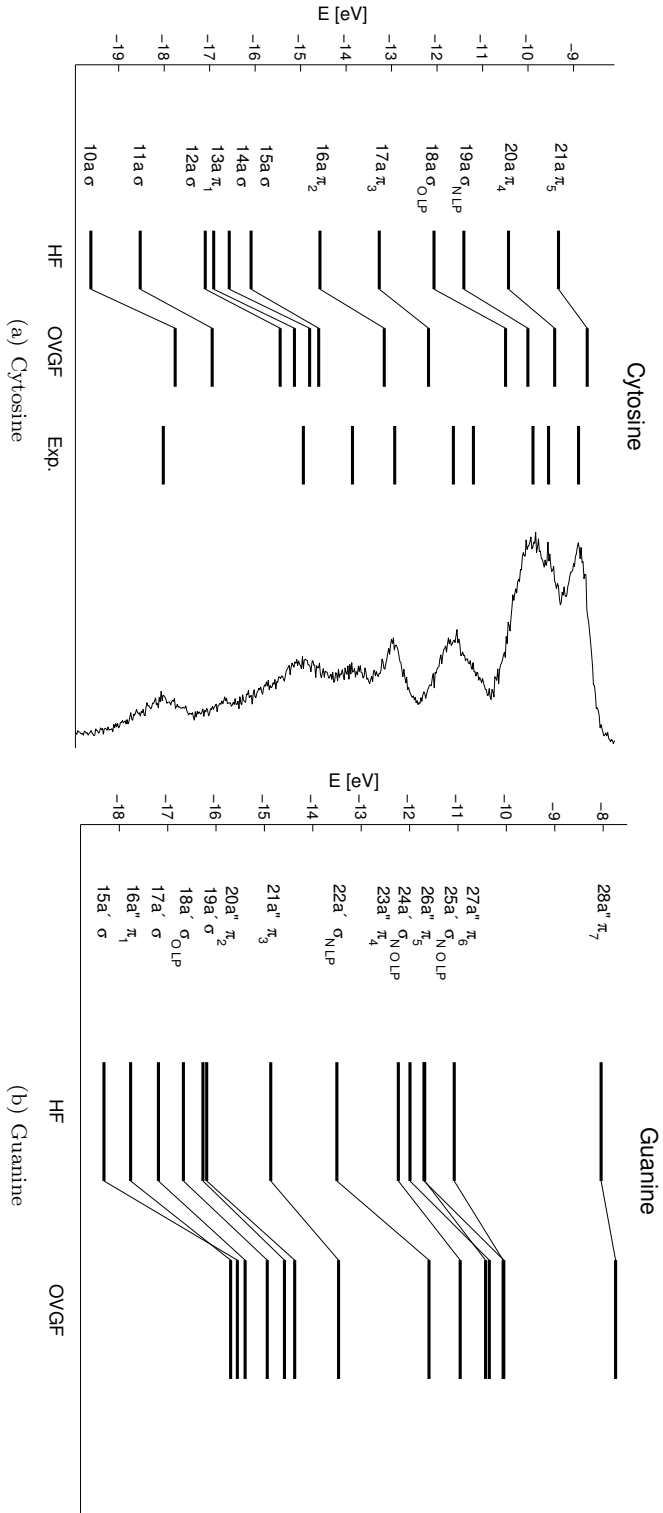 Cytosine
E [eV]
−9
−10
−11
−12
−13
−14
−15
−16
−17
−18
−19
21a π5
20a π4
19a σN LP
18a σO LP
17a π3
16a π2
15a σ
14a σ
13a π1
12a σ
11a σ
10a σ
HF
OVGF
Exp.
(a) Cytosine
Guanine
E [eV]
−8
−9
−10
−11
−12
−13
−14
−15
−16
−17
−18
28a" π7
27a" π6
25a´ σN O LP
26a" π5
24a´ σN O LP
23a" π4
22a´ σN LP
21a" π3
20a" π2
19a´ σ
18a´ σO LP
17a´ σ
16a" π1
15a´ σ
HF
OVGF
(b) Guanine